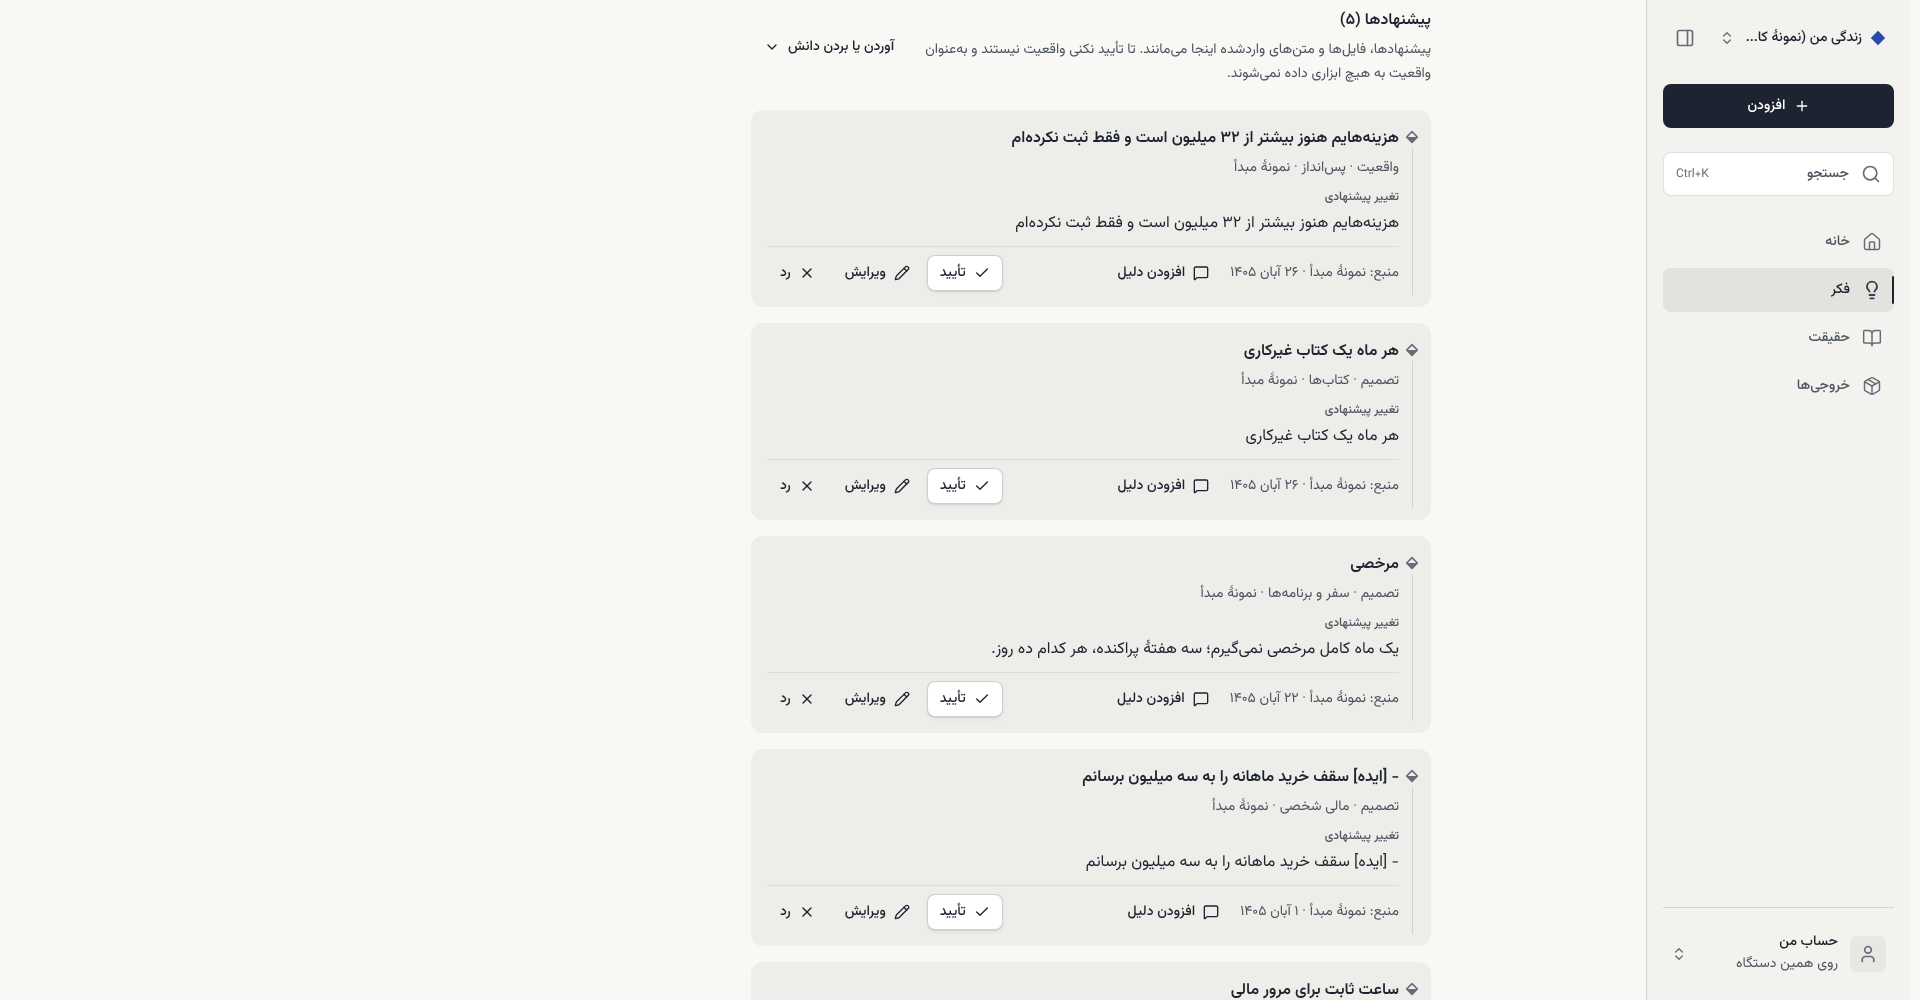 زندگی من (نمونهٔ کا...
افزودن
جستجو
Ctrl+K
خانه
فکر
حقیقت
خروجی‌ها
حساب من
روی همین دستگاه
پیشنهادها (۵)
پیشنهادها، فایل‌ها و متن‌های واردشده اینجا می‌مانند. تا تأیید نکنی واقعیت نیستند و به‌عنوان
واقعیت به هیچ ابزاری داده نمی‌شوند.
آوردن یا بردن دانش
هزینه‌هایم هنوز بیشتر از ۳۲ میلیون است و فقط ثبت نکرده‌ام
واقعیت · پس‌انداز · نمونهٔ مبدأ
تغییر پیشنهادی
هزینه‌هایم هنوز بیشتر از ۳۲ میلیون است و فقط ثبت نکرده‌ام
منبع: نمونهٔ مبدأ · ۲۶ آبان ۱۴۰۵ افزودن دلیل تأیید ویرایش رد
هر ماه یک کتاب غیرکاری
تصمیم · کتاب‌ها · نمونهٔ مبدأ
تغییر پیشنهادی
هر ماه یک کتاب غیرکاری
منبع: نمونهٔ مبدأ · ۲۶ آبان ۱۴۰۵ افزودن دلیل تأیید ویرایش رد
مرخصی
تصمیم · سفر و برنامه‌ها · نمونهٔ مبدأ
تغییر پیشنهادی
یک ماه کامل مرخصی نمی‌گیرم؛ سه هفتهٔ پراکنده، هر کدام ده روز.
منبع: نمونهٔ مبدأ · ۲۲ آبان ۱۴۰۵ افزودن دلیل تأیید ویرایش رد
- [ایده] سقف خرید ماهانه را به سه میلیون برسانم
تصمیم · مالی شخصی · نمونهٔ مبدأ
تغییر پیشنهادی
- [ایده] سقف خرید ماهانه را به سه میلیون برسانم
منبع: نمونهٔ مبدأ · ۱ آبان ۱۴۰۵ افزودن دلیل تأیید ویرایش رد
ساعت ثابت برای مرور مالی